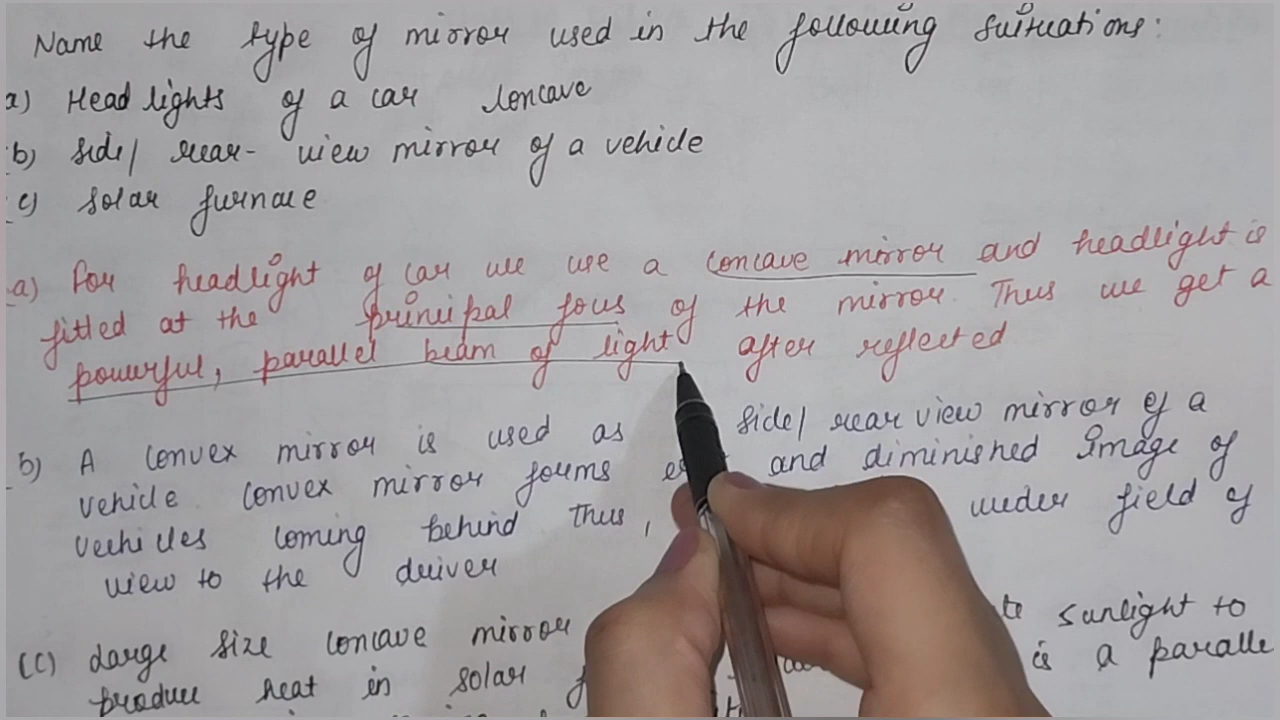 Name the type of mirror used in the following suituations:
a) Head lights of a car concave
b) side/ rear- view mirror of a vehicle
c) solar furnace
a) For headlight of car we use a concave mirror and headlight is
fitted at the principal fous of the mirror. Thus we get a
powerful, parallel beam of light after reflected
b) A convex mirror is used as side/ rear view mirror of a
vehicle. Convex mirror forms and diminished image of
vechicles coming behind Thus, wider field of
view to the driver
(C) Large size concave mirror sunlight to
produce heat in solar is a paralle